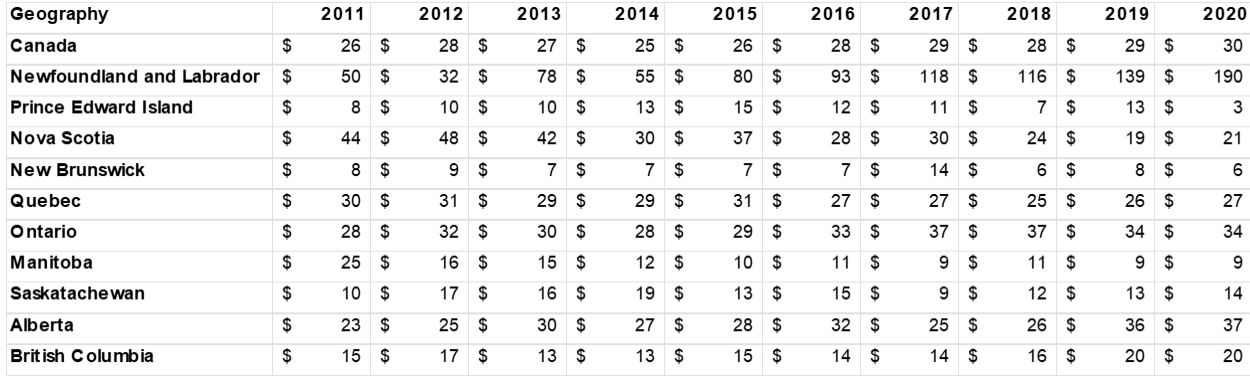 Geography 2011 2012 2013 2014 2015 2016 2017 2018 2019 2020
Canada $ 26 $ 28 $ 27 $ 25 $ 26 $ 28 $ 29 $ 28 $ 29 $ 30
Newfoundland and Labrador $ 50 $ 32 $ 78 $ 55 $ 80 $ 93 $ 118 $ 116 $ 139 $ 190
Prince Edward Island $ 8 $ 10 $ 10 $ 13 $ 15 $ 12 $ 11 $ 7 $ 13 $ 3
Nova Scotia $ 44 $ 48 $ 42 $ 30 $ 37 $ 28 $ 30 $ 24 $ 19 $ 21
New Brunswick $ 8 $ 9 $ 7 $ 7 $ 7 $ 7 $ 14 $ 6 $ 8 $ 6
Quebec $ 30 $ 31 $ 29 $ 29 $ 31 $ 27 $ 27 $ 25 $ 26 $ 27
Ontario $ 28 $ 32 $ 30 $ 28 $ 29 $ 33 $ 37 $ 37 $ 34 $ 34
Manitoba $ 25 $ 16 $ 15 $ 12 $ 10 $ 11 $ 9 $ 11 $ 9 $ 9
Saskatachewan $ 10 $ 17 $ 16 $ 19 $ 13 $ 15 $ 9 $ 12 $ 13 $ 14
Alberta $ 23 $ 25 $ 30 $ 27 $ 28 $ 32 $ 25 $ 26 $ 36 $ 37
British Columbia $ 15 $ 17 $ 13 $ 13 $ 15 $ 14 $ 14 $ 16 $ 20 $ 20